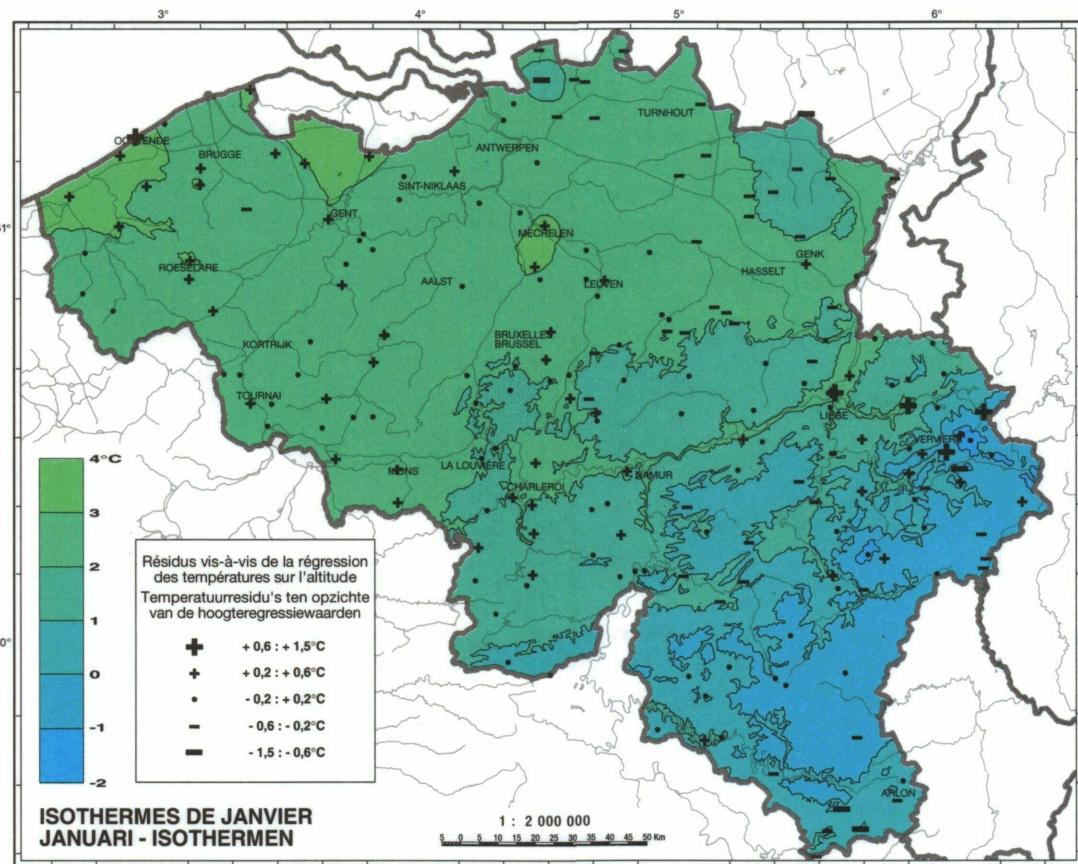 3°
4°
5°
6°
OOSTENDE
BRUGGE
TURNHOUT
ANTWERPEN
SINT-NIKLAAS
GENT
MECHELEN
ROESELARE
GENK
HASSELT
AALST
LEUVEN
KORTRIJK
BRUXELLES
BRUSSEL
TOURNAI
LIEGE
VERVIERS
MONS
LA LOUVIÈRE
NAMUR
CHARLEROI
ARLON
4°C
3
2
1
0
-1
-2
Résidus vis-à-vis de la régression
des températures sur l'altitude
Temperatuurresidu's ten opzichte
van de hoogteregressiewaarden
+ 0,6 : + 1,5°C
+ 0,2 : + 0,6°C
- 0,2 : + 0,2°C
- 0,6 : - 0,2°C
- 1,5 : - 0,6°C
ISOTHERMES DE JANVIER
JANUARI - ISOTHERMEN
1 : 2 000 000
5 0 5 10 15 20 25 30 35 40 45 50 Km